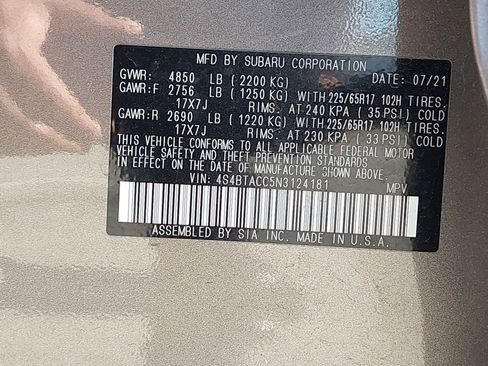 MFD BY SUBARU CORPORATION
GVWR: 4850 LB (2200 KG) DATE: 07/21
GAWR:F 2756 LB (1250 KG) WITH 225/65R17 102H TIRES.
17X7J RIMS. AT 240 KPA (35 PSI) COLD
GAWR:R 2690 LB (1220 KG) WITH 225/65R17 102H TIRES.
17X7J RIMS. AT 230 KPA (33 PSI) COLD
THIS VEHICLE CONFORMS TO ALL APPLICABLE FEDERAL MOTOR
VEHICLE SAFETY AND THEFT PREVENTION STANDARDS
IN EFFECT ON THE DATE OF MANUFACTURE SHOWN ABOVE.
VIN: 4S4BTACC5N3124181 MPV
ASSEMBLED BY SIA INC. MADE IN U.S.A.